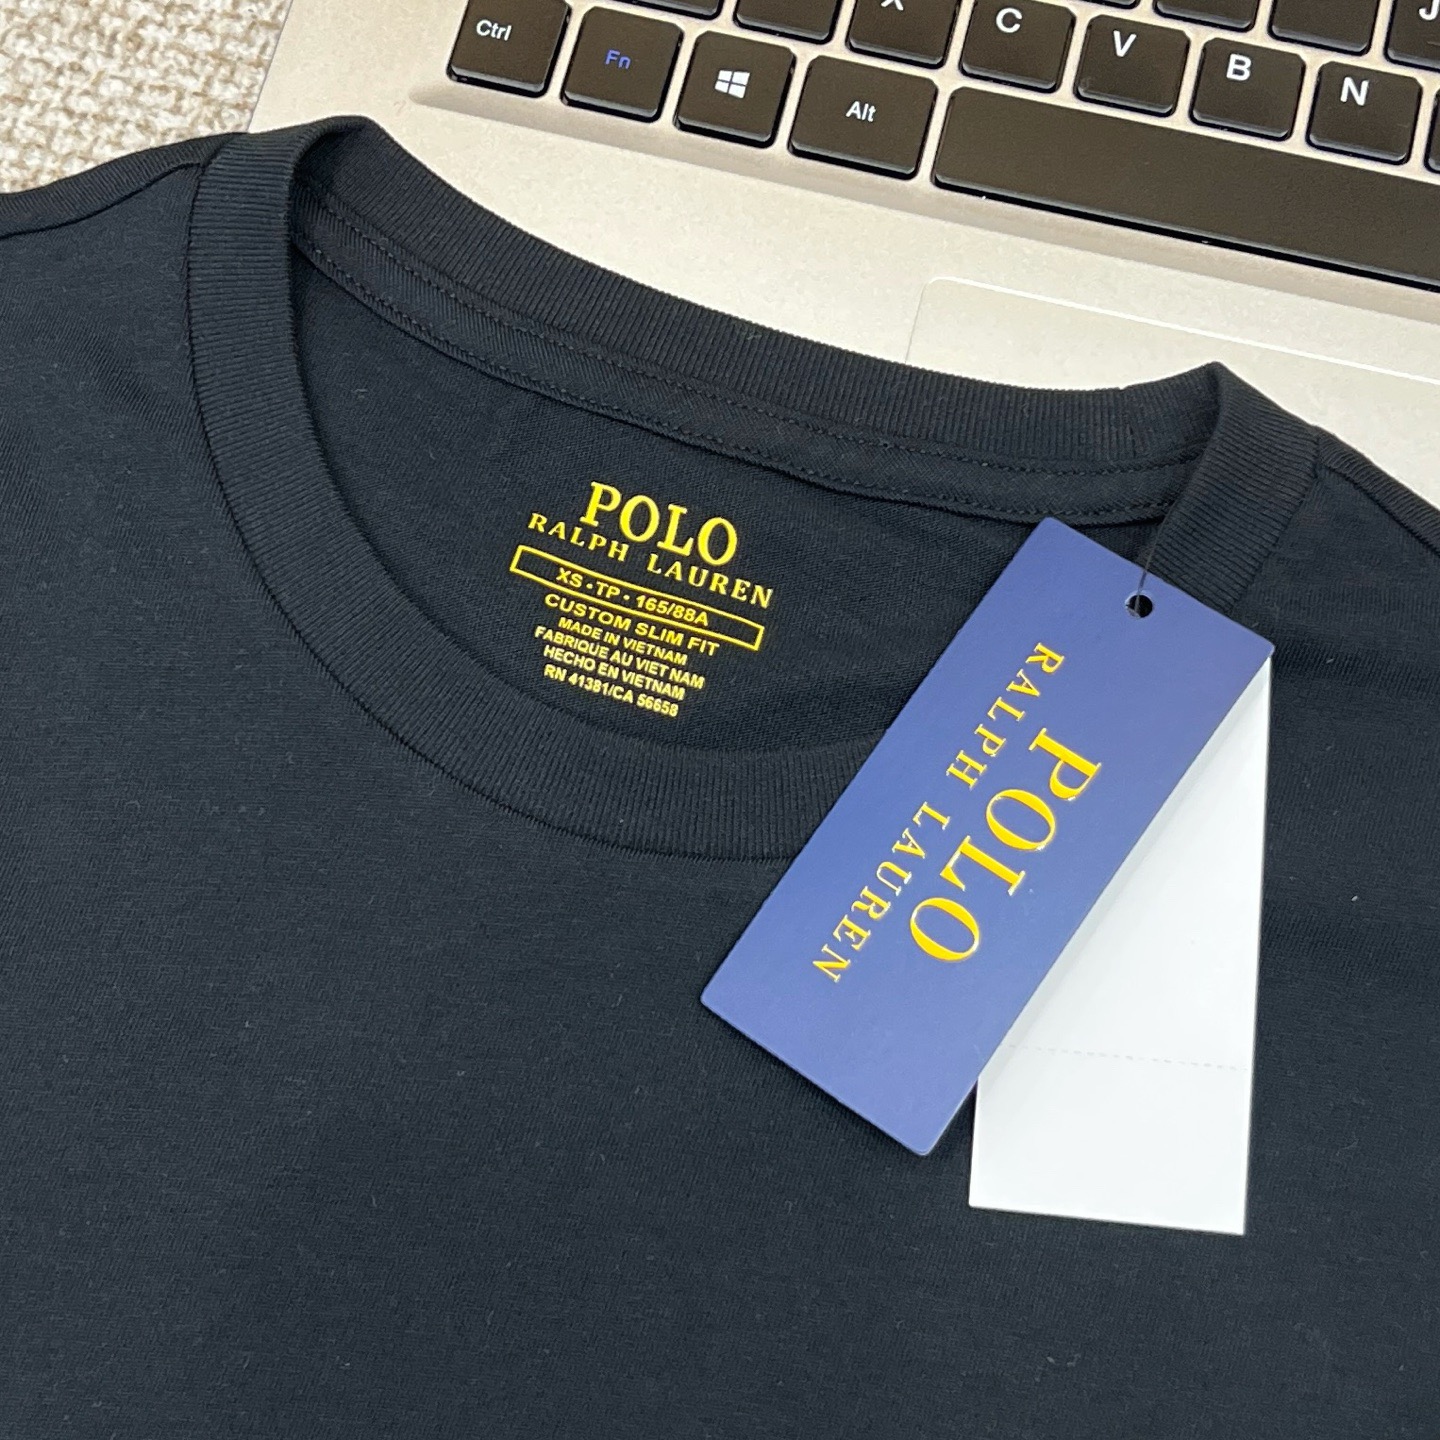 Ctrl
Fn
Alt
X
C
V
B
N
J
POLO
RALPH LAUREN
XS • TP • 165/88A
CUSTOM SLIM FIT
MADE IN VIETNAM
FABRIQUE AU VIET NAM
HECHO EN VIETNAM
RN 41381/CA 56658
POLO
RALPH LAUREN